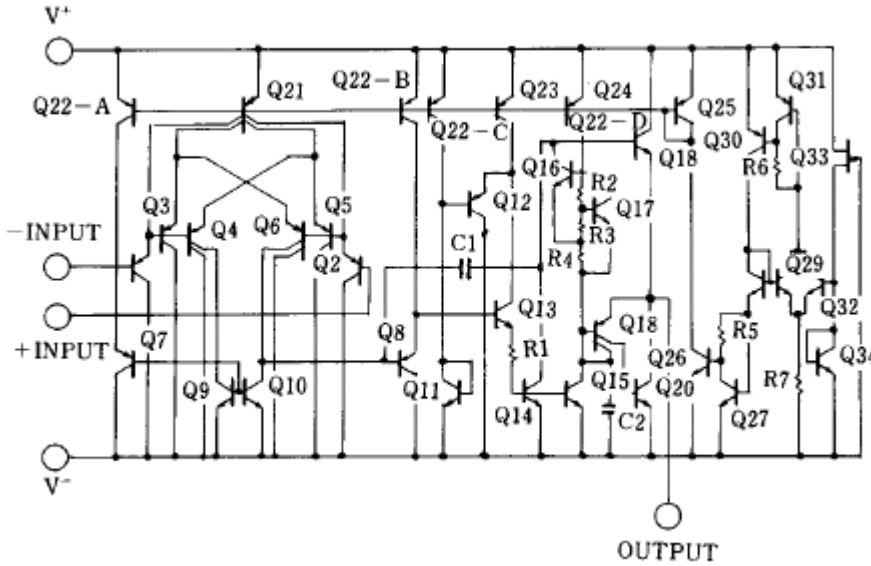 V⁺
Q22-A
Q21
Q22-B
Q22-C
Q23
Q24
Q22-D
Q25
Q30
Q31
Q18
R6
Q33
Q16
R2
Q12
Q17
R3
R4
C1
Q3
Q4
Q6
Q5
Q2
-INPUT
+INPUT
Q7
Q8
Q13
Q18
Q29
Q32
R5
Q26
R1
Q9
Q10
Q11
Q14
Q15
C2
Q20
Q27
R7
Q34
V⁻
OUTPUT